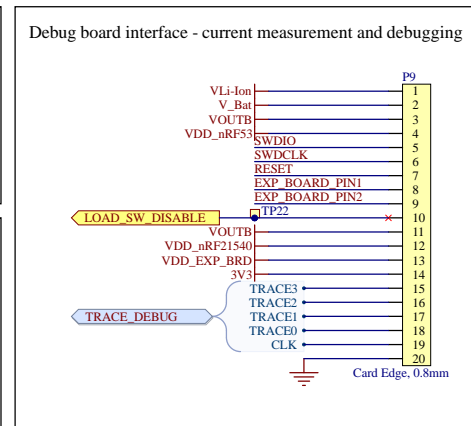 Debug board interface - current measurement and debugging
P9
VLi-Ion 1
V_Bat 2
VOUTB 3
VDD_nRF53 4
SWDIO 5
SWDCLK 6
RESET 7
EXP_BOARD_PIN1 8
EXP_BOARD_PIN2 9
LOAD_SW_DISABLE TP22 10
VOUTB 11
VDD_nRF21540 12
VDD_EXP_BRD 13
3V3 14
TRACE3 15
TRACE2 16
TRACE_DEBUG TRACE1 17
TRACE0 18
CLK 19
20
Card Edge, 0.8mm